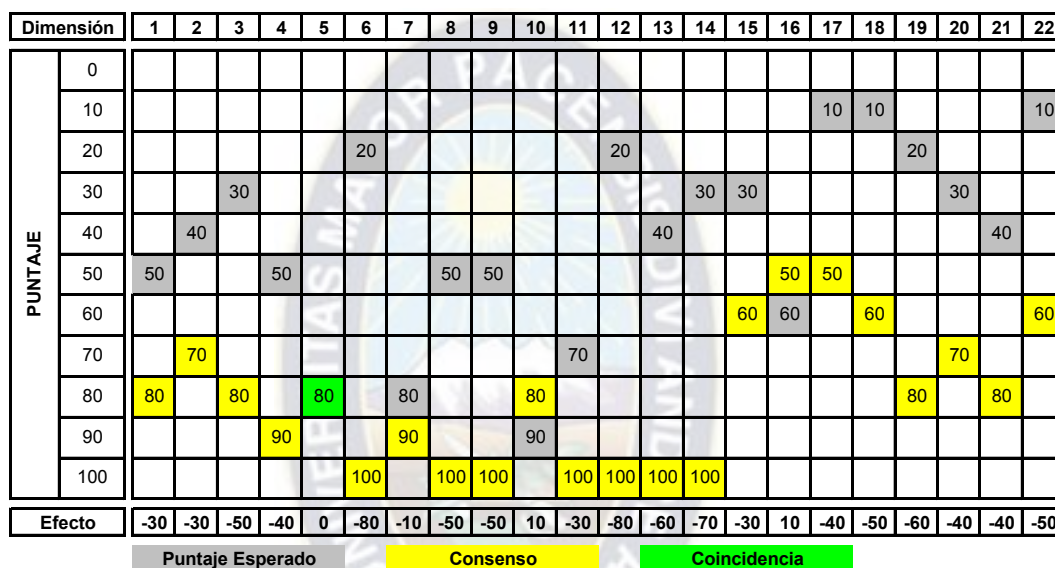 Dimensión 1 2 3 4 5 6 7 8 9 10 11 12 13 14 15 16 17 18 19 20 21 22
PUNTAJE
0
10 10 10 10
20 20 20 20
30 30 30 30 30
40 40 40 40
50 50 50 50 50 50 50
60 60 60 60 60
70 70 70 70
80 80 80 80 80 80 80 80
90 90 90 90
100 100 100 100 100 100 100 100
Efecto -30 -30 -50 -40 0 -80 -10 -50 -50 10 -30 -80 -60 -70 -30 10 -40 -50 -60 -40 -40 -50
Puntaje Esperado Consenso Coincidencia